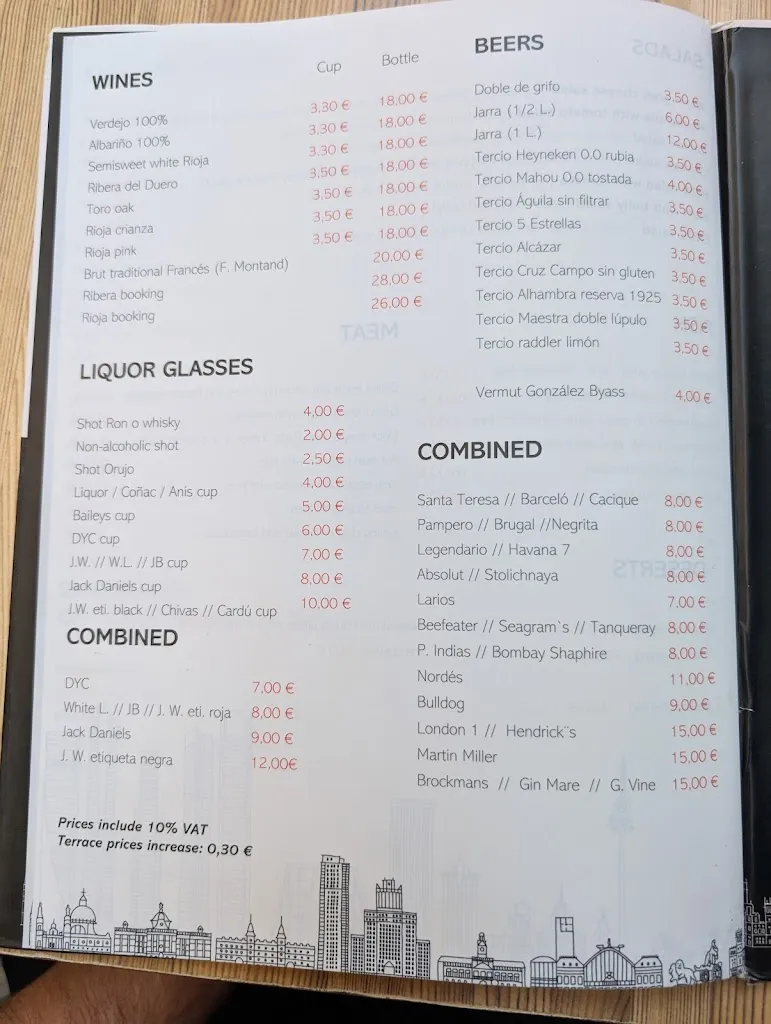 WINES
Cup Bottle
Verdejo 100% 3,30 € 18,00 €
Albariño 100% 3,30 € 18,00 €
Semisweet white Rioja 3,30 € 18,00 €
Ribera del Duero 3,50 € 18,00 €
Toro oak 3,50 € 18,00 €
Rioja crianza 3,50 € 18,00 €
Rioja pink 3,50 € 18,00 €
Brut traditional Francés (F. Montand) 20,00 €
Ribera booking 28,00 €
Rioja booking 26,00 €
LIQUOR GLASSES
Shot Ron o whisky 4,00 €
Non-alcoholic shot 2,00 €
Shot Orujo 2,50 €
Liquor / Coñac / Anis cup 4,00 €
Baileys cup 5,00 €
DYC cup 6,00 €
J.W. // W.L. // JB cup 7,00 €
Jack Daniels cup 8,00 €
J.W. eti. black // Chivas // Cardú cup 10,00 €
COMBINED
DYC 7,00 €
White L. // JB // J. W. eti. roja 8,00 €
Jack Daniels 9,00 €
J. W. etiqueta negra 12,00€
Prices include 10% VAT
Terrace prices increase: 0,30 €
BEERS
Doble de grifo 3,50 €
Jarra (1/2 L.) 6,00 €
Jarra (1 L.) 12,00 €
Tercio Heyneken 0.0 rubia 3,50 €
Tercio Mahou 0.0 tostada 4,00 €
Tercio Águila sin filtrar 3,50 €
Tercio 5 Estrellas 3,50 €
Tercio Alcázar 3,50 €
Tercio Cruz Campo sin gluten 3,50 €
Tercio Alhambra reserva 1925 3,50 €
Tercio Maestra doble lúpulo 3,50 €
Tercio raddler limón 3,50 €
Vermut González Byass 4,00 €
COMBINED
Santa Teresa // Barceló // Cacique 8,00 €
Pampero // Brugal //Negrita 8,00 €
Legendario // Havana 7 8,00 €
Absolut // Stolichnaya 8,00 €
Larios 7,00 €
Beefeater // Seagram`s // Tanqueray 8,00 €
P. Indias // Bombay Shaphire 8,00 €
Nordés 11,00 €
Bulldog 9,00 €
London 1 // Hendrick¨s 15,00 €
Martin Miller 15,00 €
Brockmans // Gin Mare // G. Vine 15,00 €